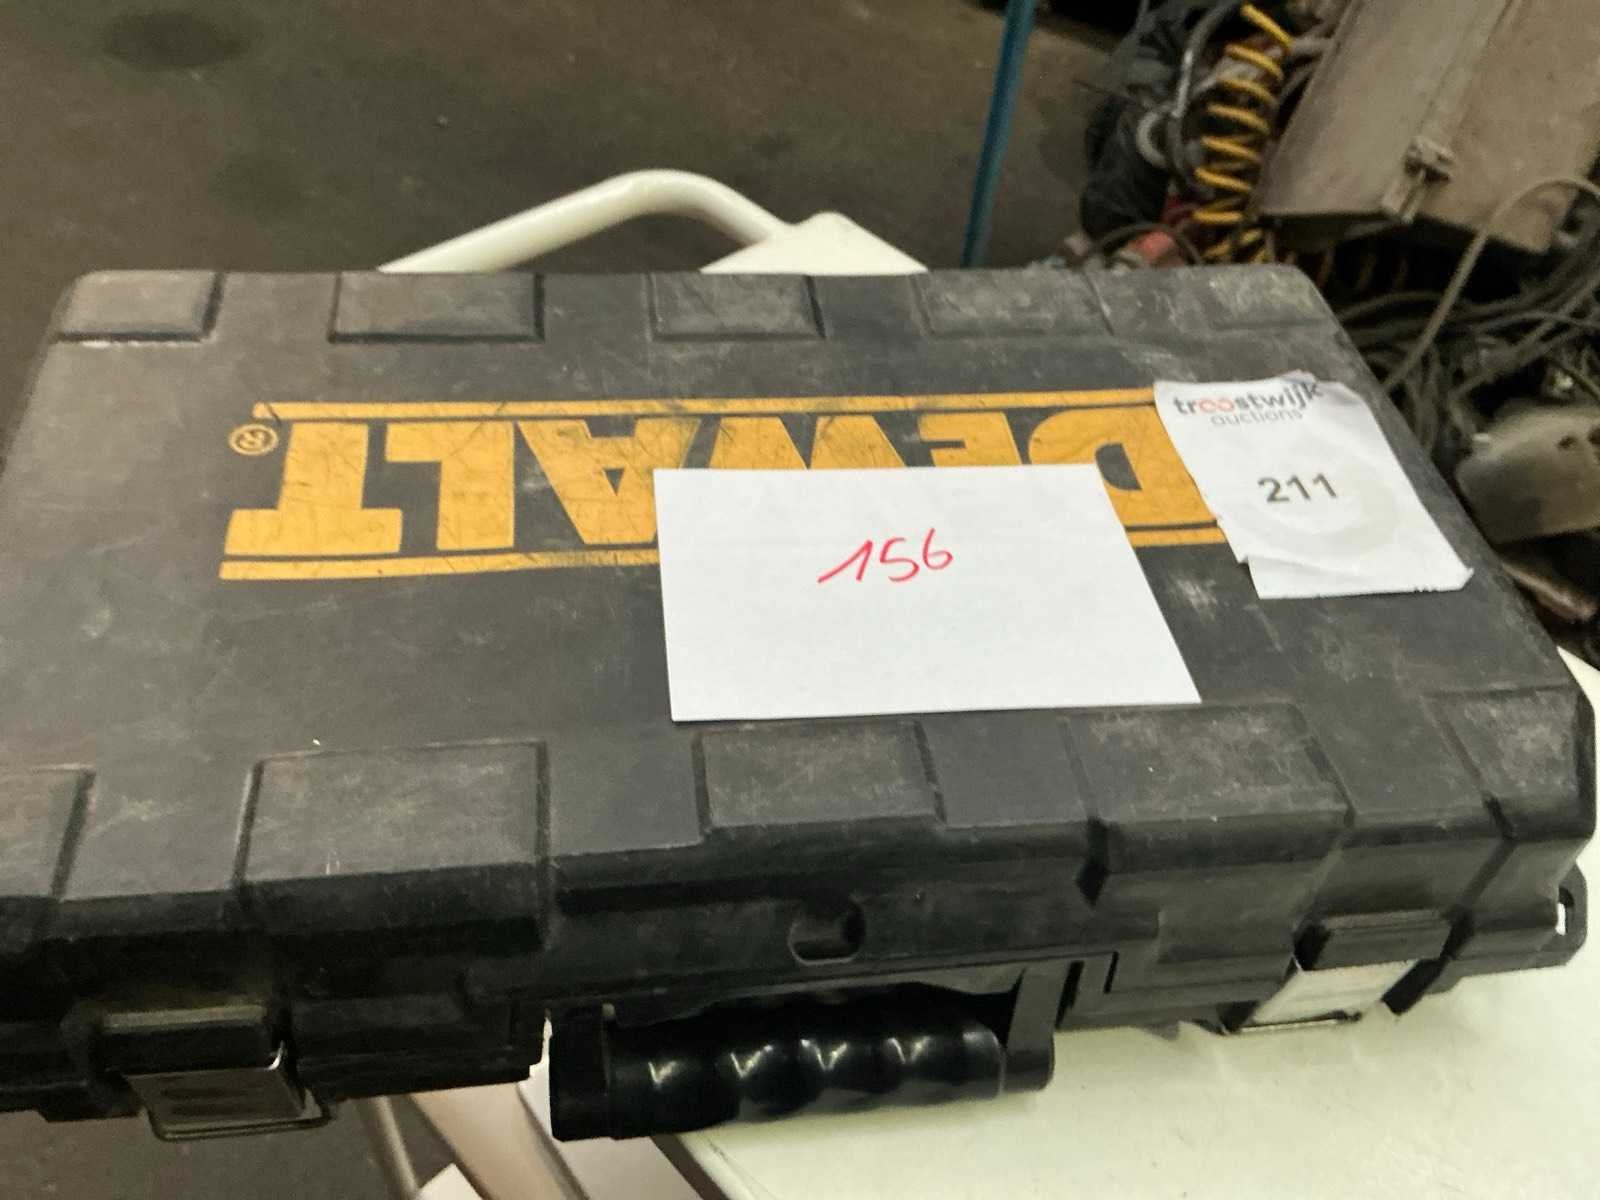 DEWALT®
troostwijk
auctions
211
156